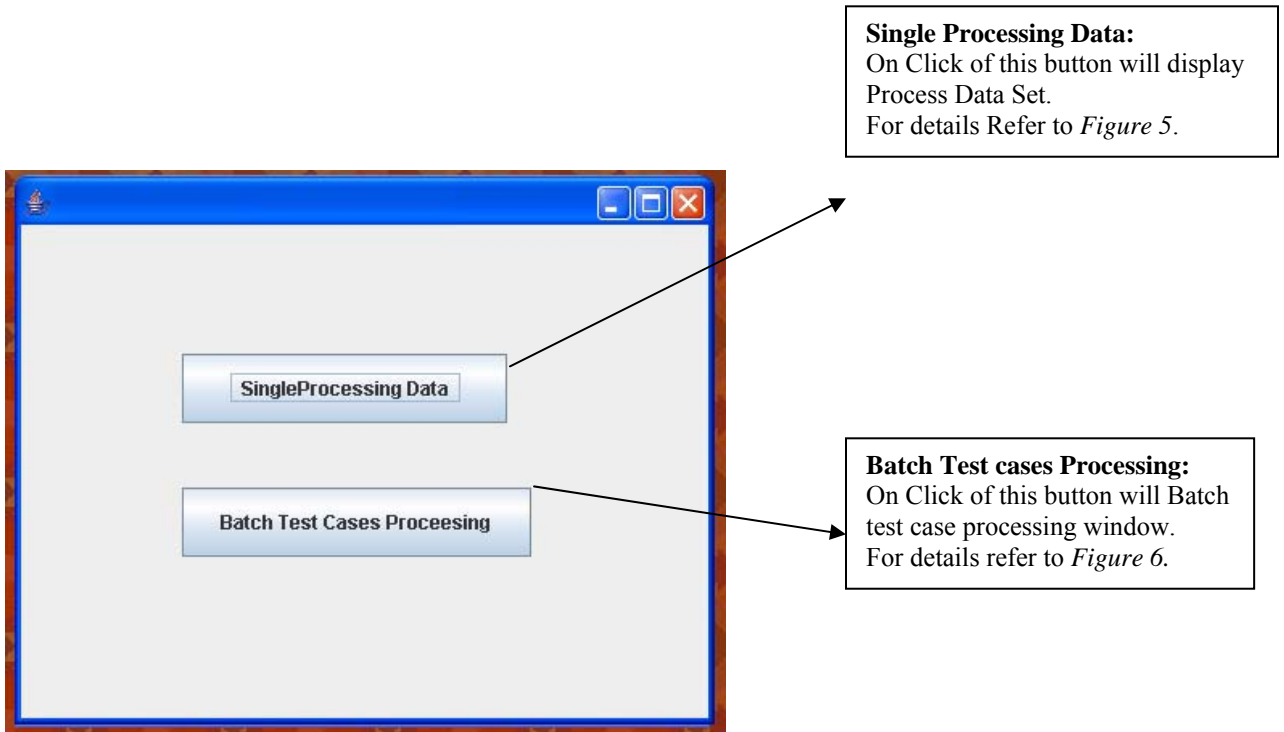 Single Processing Data:
On Click of this button will display
Process Data Set.
For details Refer to Figure 5.
SingleProcessing Data
Batch Test Cases Proceesing
Batch Test cases Processing:
On Click of this button will Batch
test case processing window.
For details refer to Figure 6.